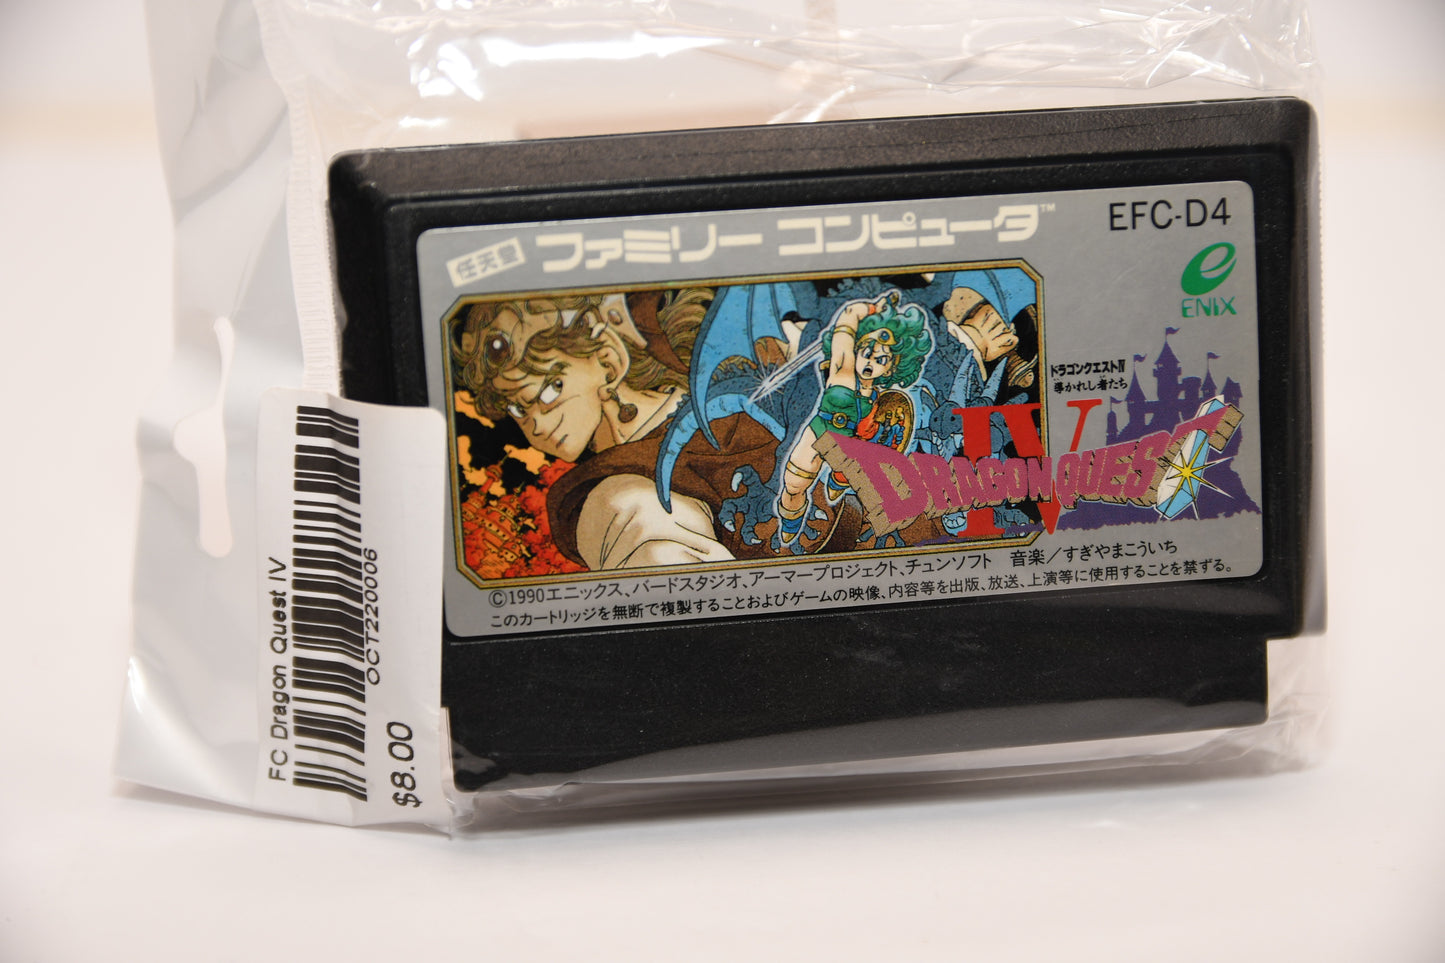 任天堂 ファミリー コンピュータ™
EFC-D4
ENIX
ドラゴンクエストIV
導かれし者たち
IV
DRAGON QUEST
©1990エニックス、バードスタジオ、アーマープロジェクト、チュンソフト 音楽/すぎやまこういち
このカートリッジを無断で複製することおよびゲームの映像、内容等を出版、放送、上演等に使用することを禁ずる。
FC Dragon Quest IV
OCT220006
$8.00